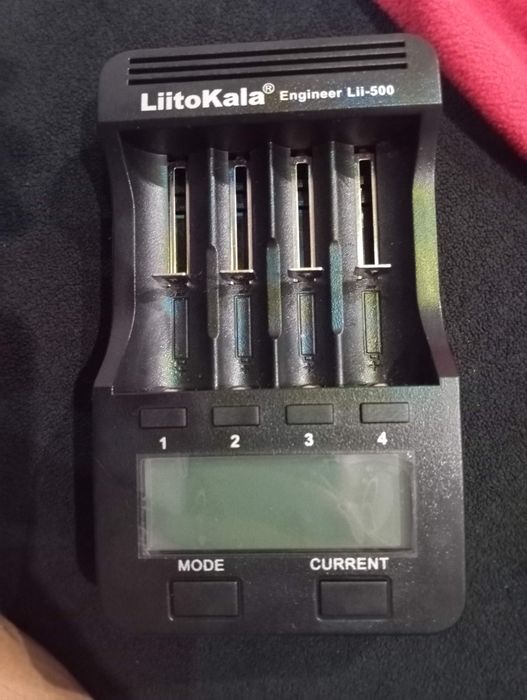 LiitoKala® Engineer Lii-500
1 2 3 4
MODE CURRENT